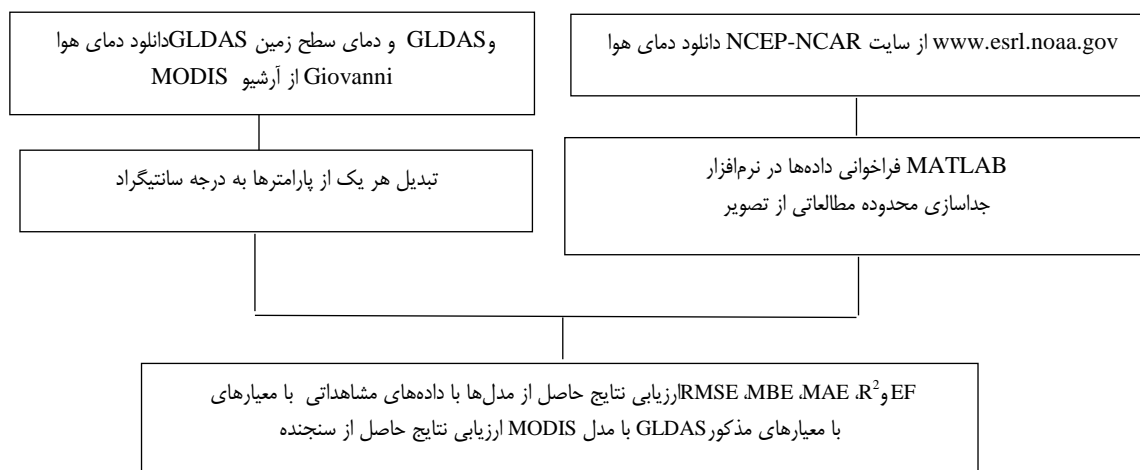 دانلود دمای هوا NCEP-NCAR از سایت www.esrl.noaa.gov
دانلود دمای هوا GLDAS و دمای سطح زمین GLDAS و
MODIS از آرشیو Giovanni
فراخوانی داده‌ها در نرم‌افزار MATLAB
جداسازی محدوده مطالعاتی از تصویر
تبدیل هر یک از پارامترها به درجه سانتیگراد
ارزیابی نتایج حاصل از مدل‌ها با داده‌های مشاهداتی با معیارهای RMSE، MBE، MAE، R² و EF
ارزیابی نتایج حاصل از سنجنده MODIS با مدل GLDAS با معیارهای مذکور